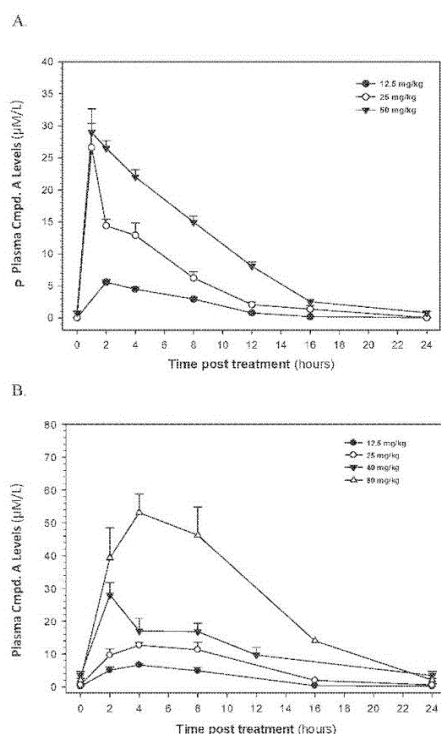 A.
p Plasma Cmpd. A Levels (µM/L)
40
35
30
25
20
15
10
5
0
12.5 mg/kg
25 mg/kg
50 mg/kg
0 2 4 6 8 10 12 14 16 18 20 22 24
Time post treatment (hours)
B.
Plasma Cmpd. A Levels (µM/L)
80
70
60
50
40
30
20
10
0
12.5 mg/kg
25 mg/kg
40 mg/kg
80 mg/kg
0 2 4 6 8 10 12 14 16 18 20 22 24
Time post treatment (hours)